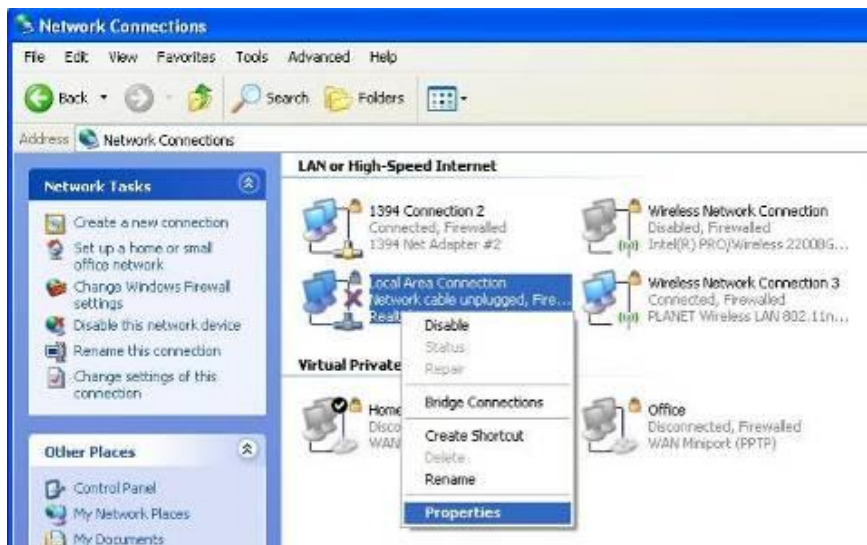 Network Connections
File Edit View Favorites Tools Advanced Help
Back Search Folders
Address Network Connections
Network Tasks
Create a new connection
Set up a home or small
office network
Change Windows Firewall
settings
Disable this network device
Rename this connection
Change settings of this
connection
Other Places
Control Panel
My Network Places
My Documents
LAN or High-Speed Internet
1394 Connection 2
Connected, Firewalled
1394 Net Adapter #2
Wireless Network Connection
Disabled, Firewalled
Intel(R) PRO/Wireless 2200BG...
Local Area Connection
Network cable unplugged, Fire...
Realt
Wireless Network Connection 3
Connected, Firewalled
PLANET Wireless LAN 802.11n...
Disable
Status
Repair
Bridge Connections
Create Shortcut
Delete
Rename
Properties
Virtual Private
Home
Disco
WAN
Office
Disconnected, Firewalled
WAN Miniport (PPTP)